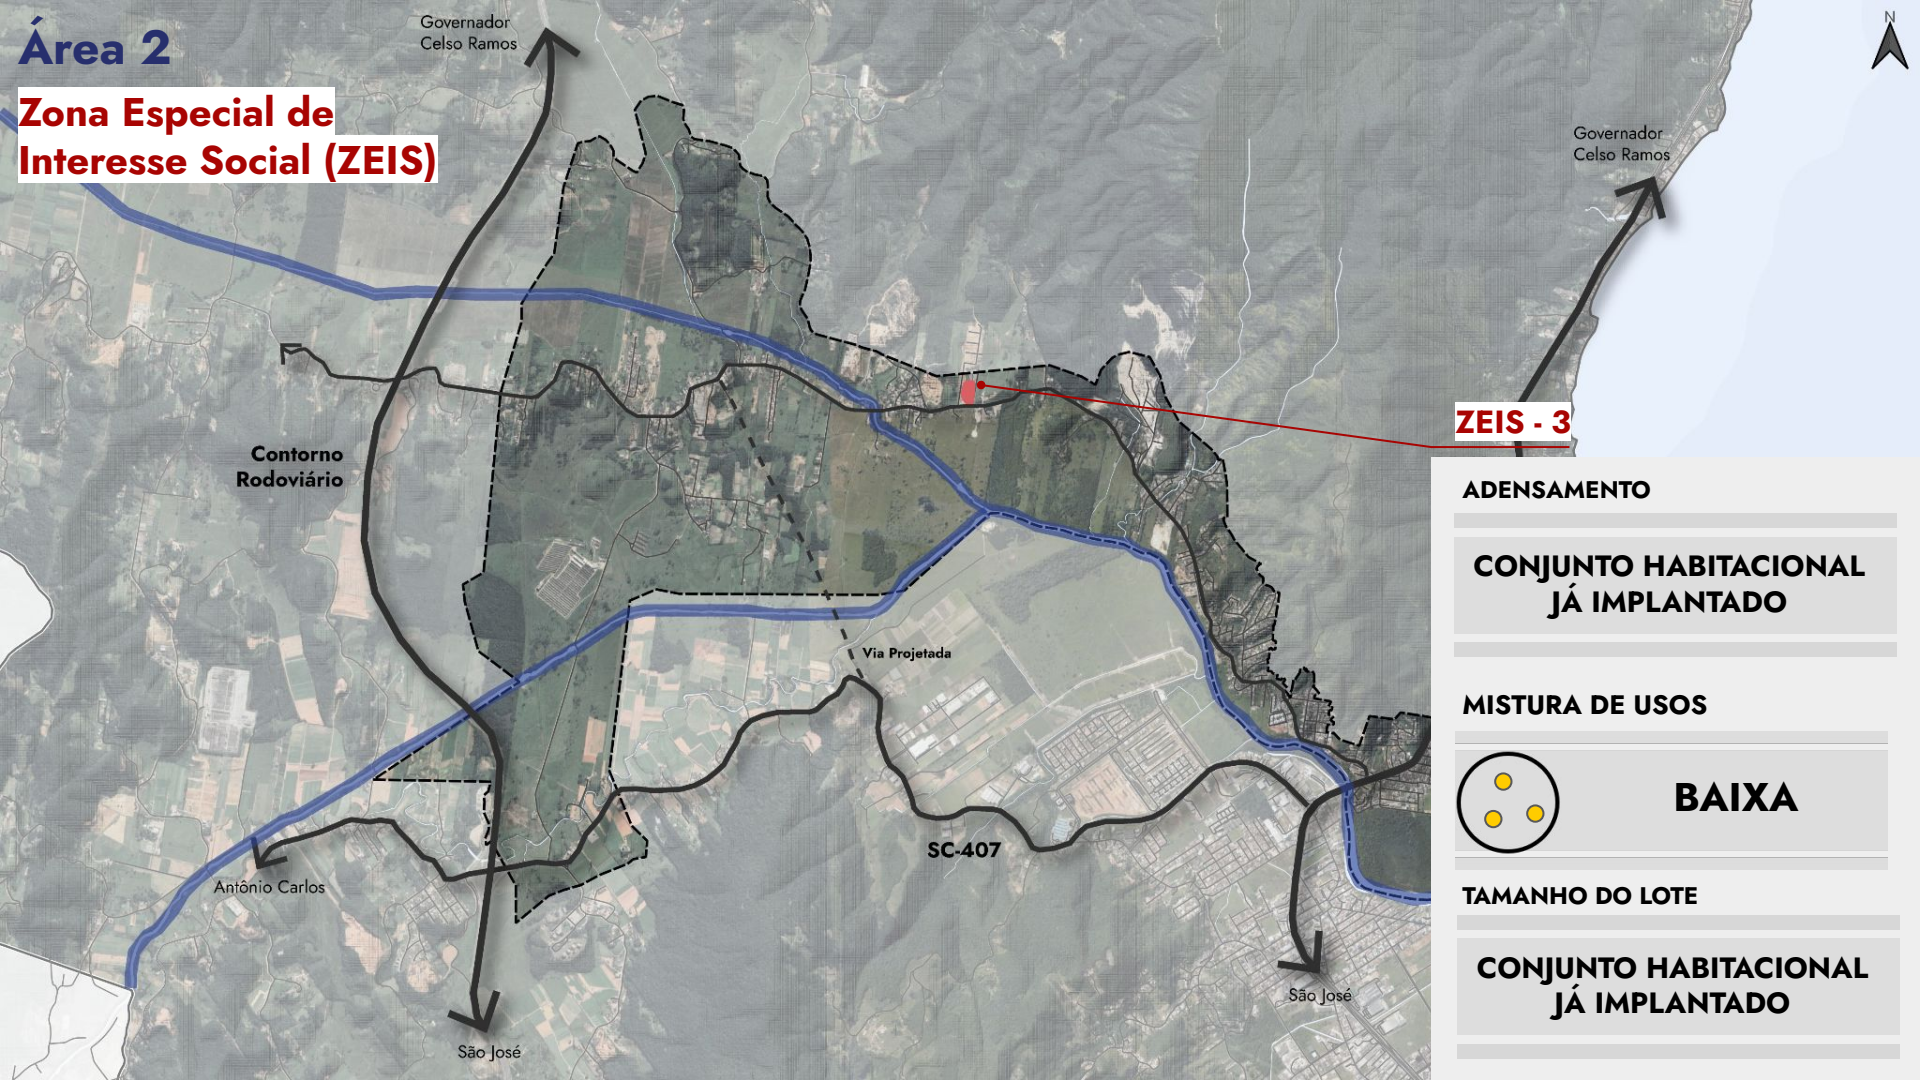 Área 2
Zona Especial de
Interesse Social (ZEIS)
Governador
Celso Ramos
N
Governador
Celso Ramos
Contorno
Rodoviário
ZEIS - 3
Via Projetada
SC-407
Antônio Carlos
São José
São José
ADENSAMENTO
CONJUNTO HABITACIONAL
JÁ IMPLANTADO
MISTURA DE USOS
BAIXA
TAMANHO DO LOTE
CONJUNTO HABITACIONAL
JÁ IMPLANTADO